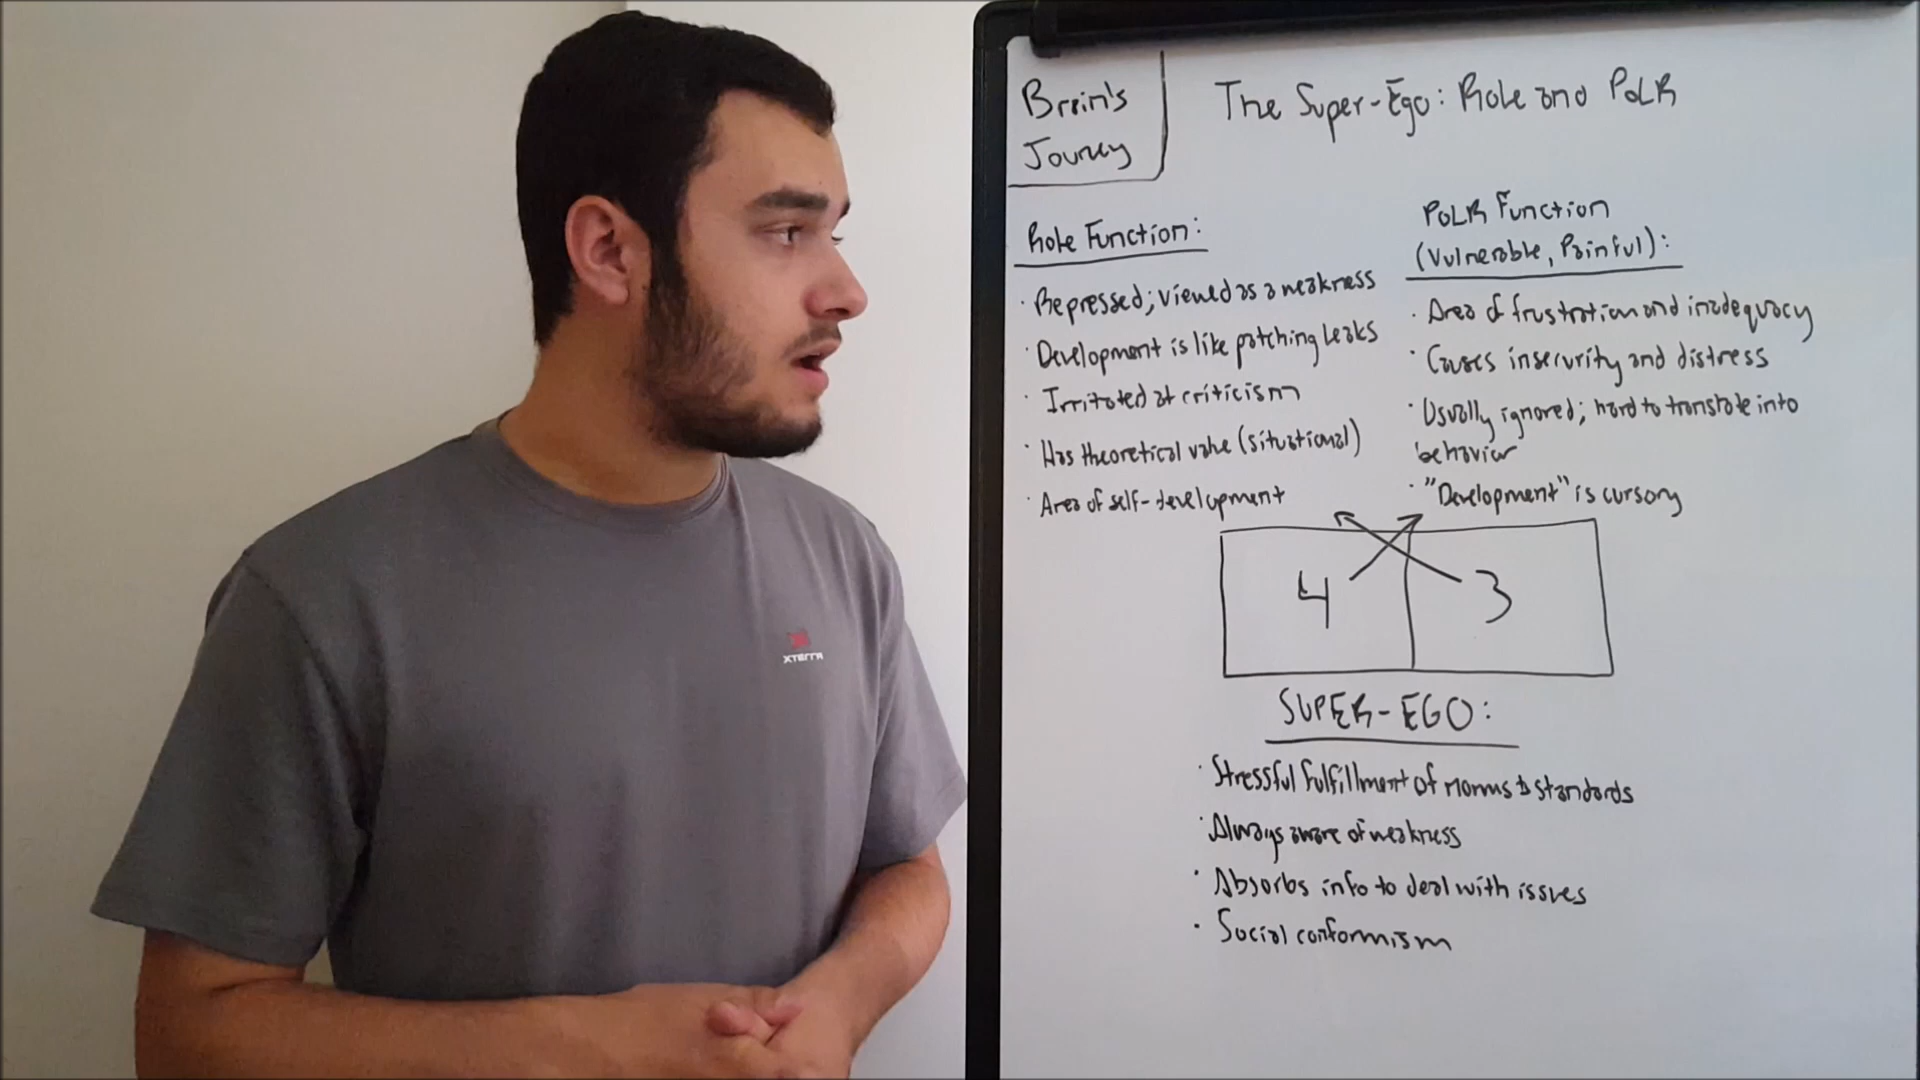 Brain's
Journey
The Super-Ego: Role and PoLR
Role Function:
· Repressed; viewed as a weakness
· Development is like patching leaks
· Irritated at criticism
· Has theoretical value (situational)
· Area of self-development
PoLR Function
(Vulnerable, Painful):
· Area of frustration and inadequacy
· Causes insecurity and distress
· Usually ignored; hard to translate into
behavior
· "Development" is cursory
4 3
SUPER-EGO:
· Stressful fulfillment of norms & standards
· Always aware of weakness
· Absorbs info to deal with issues
· Social conformism
XTERRA